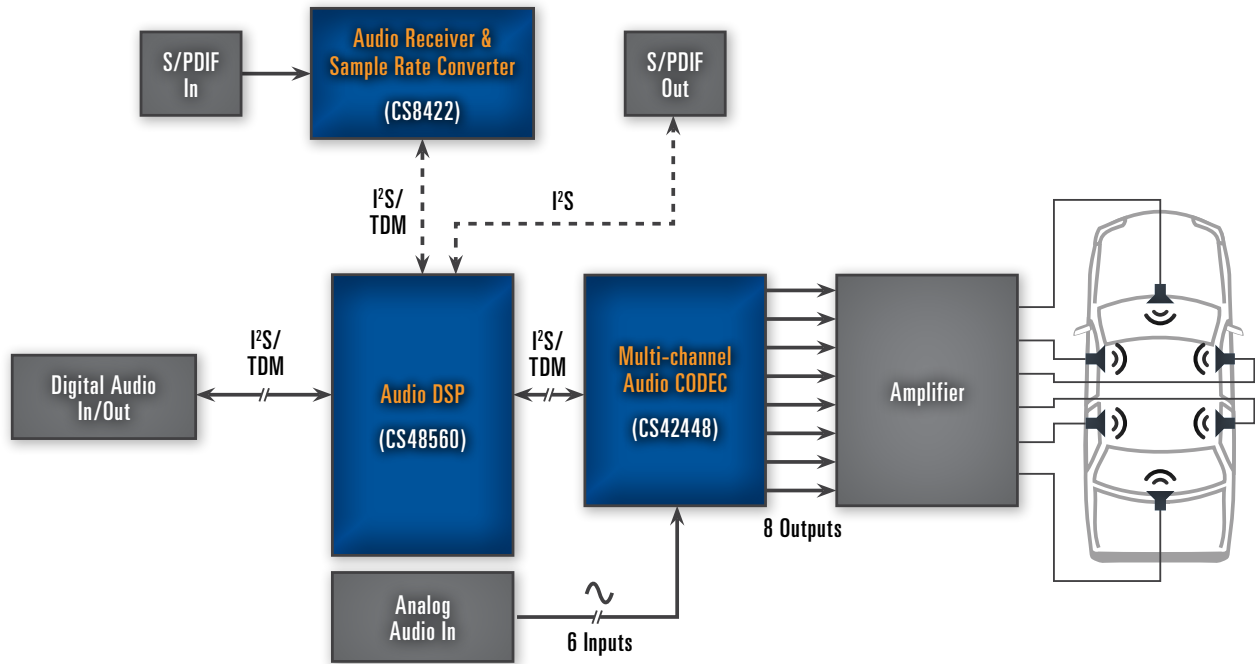 S/PDIF
In
Audio Receiver &
Sample Rate Converter
(CS8422)
S/PDIF
Out
I²S/
TDM
I²S
Digital Audio
In/Out
I²S/
TDM
Audio DSP
(CS48560)
I²S/
TDM
Multi-channel
Audio CODEC
(CS42448)
Amplifier
8 Outputs
Analog
Audio In
6 Inputs